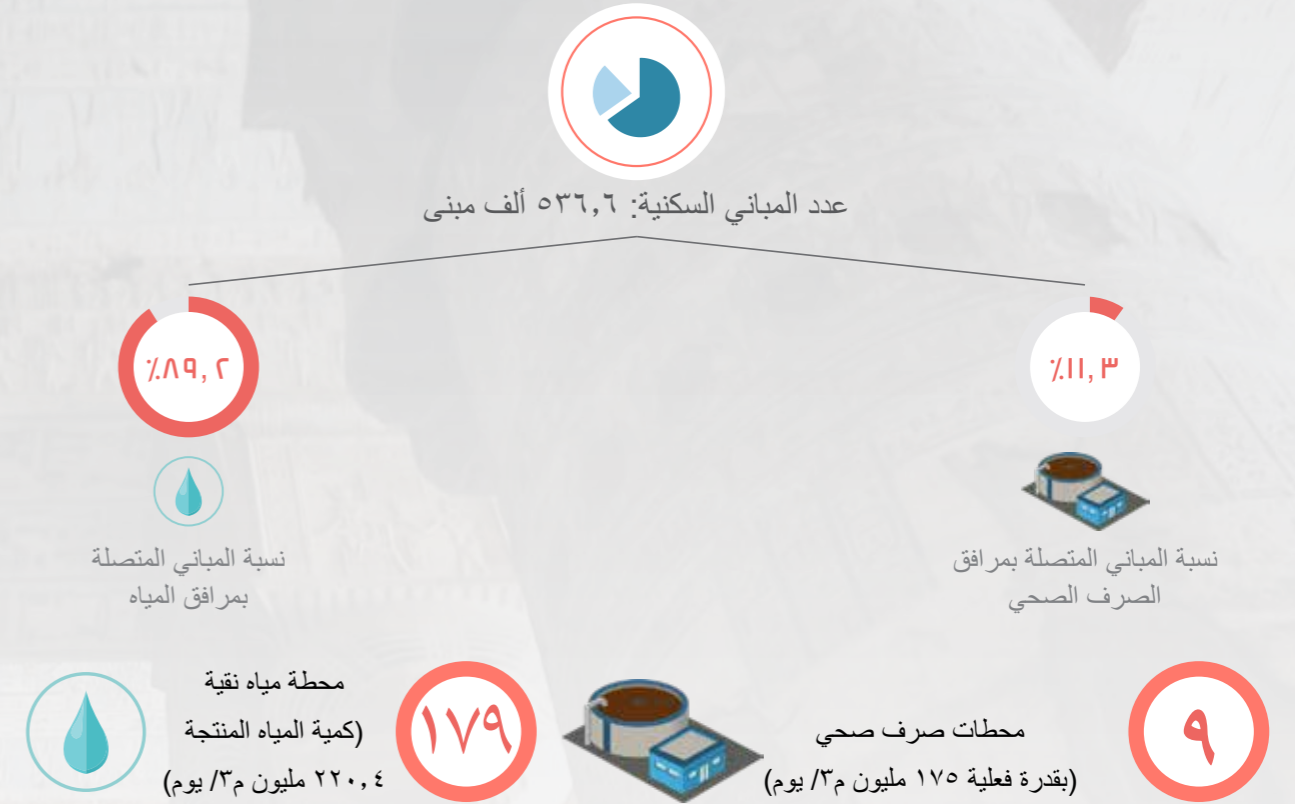 عدد المباني السكنية: ٥٣٦,٦ ألف مبنى
٪١١,٣
نسبة المباني المتصلة بمرافق
الصرف الصحي
٪٨٩,٢
نسبة المباني المتصلة
بمرافق المياه
٩
محطات صرف صحي
(بقدرة فعلية ١٧٥ مليون م٣/ يوم)
١٧٩
محطة مياه نقية
(كمية المياه المنتجة
٢٢٠,٤ مليون م٣/ يوم)